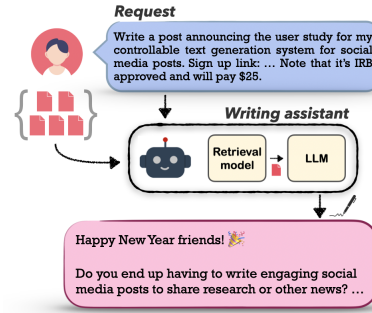 Request
Write a post announcing the user study for my
controllable text generation system for social
media posts. Sign up link: ... Note that it's IRB
approved and will pay $25.
Writing assistant
Retrieval
model
LLM
Happy New Year friends! 🎉
Do you end up having to write engaging social
media posts to share research or other news? ...